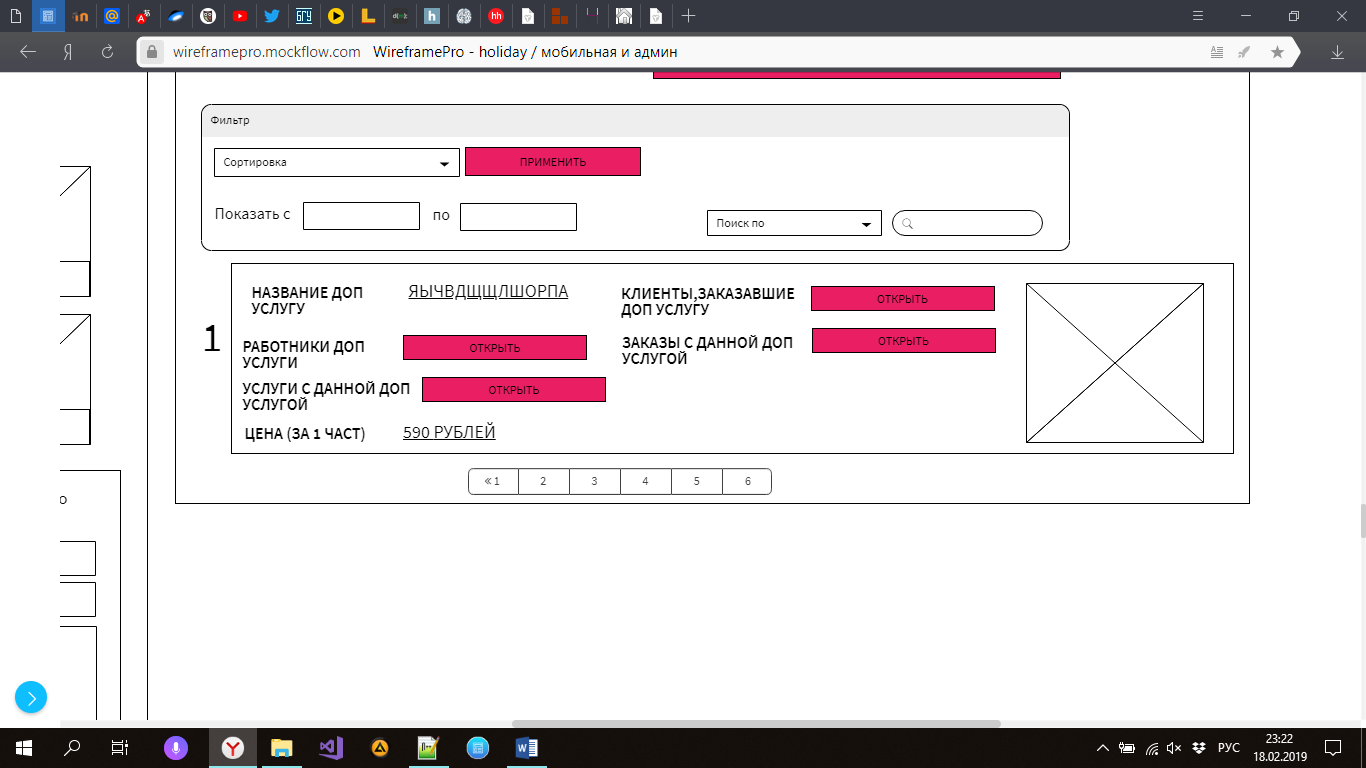 wireframepro.mockflow.com WireframePro - holiday / мобильная и админ
Фильтр
Сортировка
ПРИМЕНИТЬ
Показать с
по
Поиск по
1
НАЗВАНИЕ ДОП
УСЛУГУ
ЯЫЧВДЩЩЛШОРПА
КЛИЕНТЫ,ЗАКАЗАВШИЕ
ДОП УСЛУГУ
ОТКРЫТЬ
РАБОТНИКИ ДОП
УСЛУГИ
ОТКРЫТЬ
ЗАКАЗЫ С ДАННОЙ ДОП
УСЛУГОЙ
ОТКРЫТЬ
УСЛУГИ С ДАННОЙ ДОП
УСЛУГОЙ
ОТКРЫТЬ
ЦЕНА (ЗА 1 ЧАСТ)
590 РУБЛЕЙ
« 1 2 3 4 5 6
о
РУС
23:22
18.02.2019